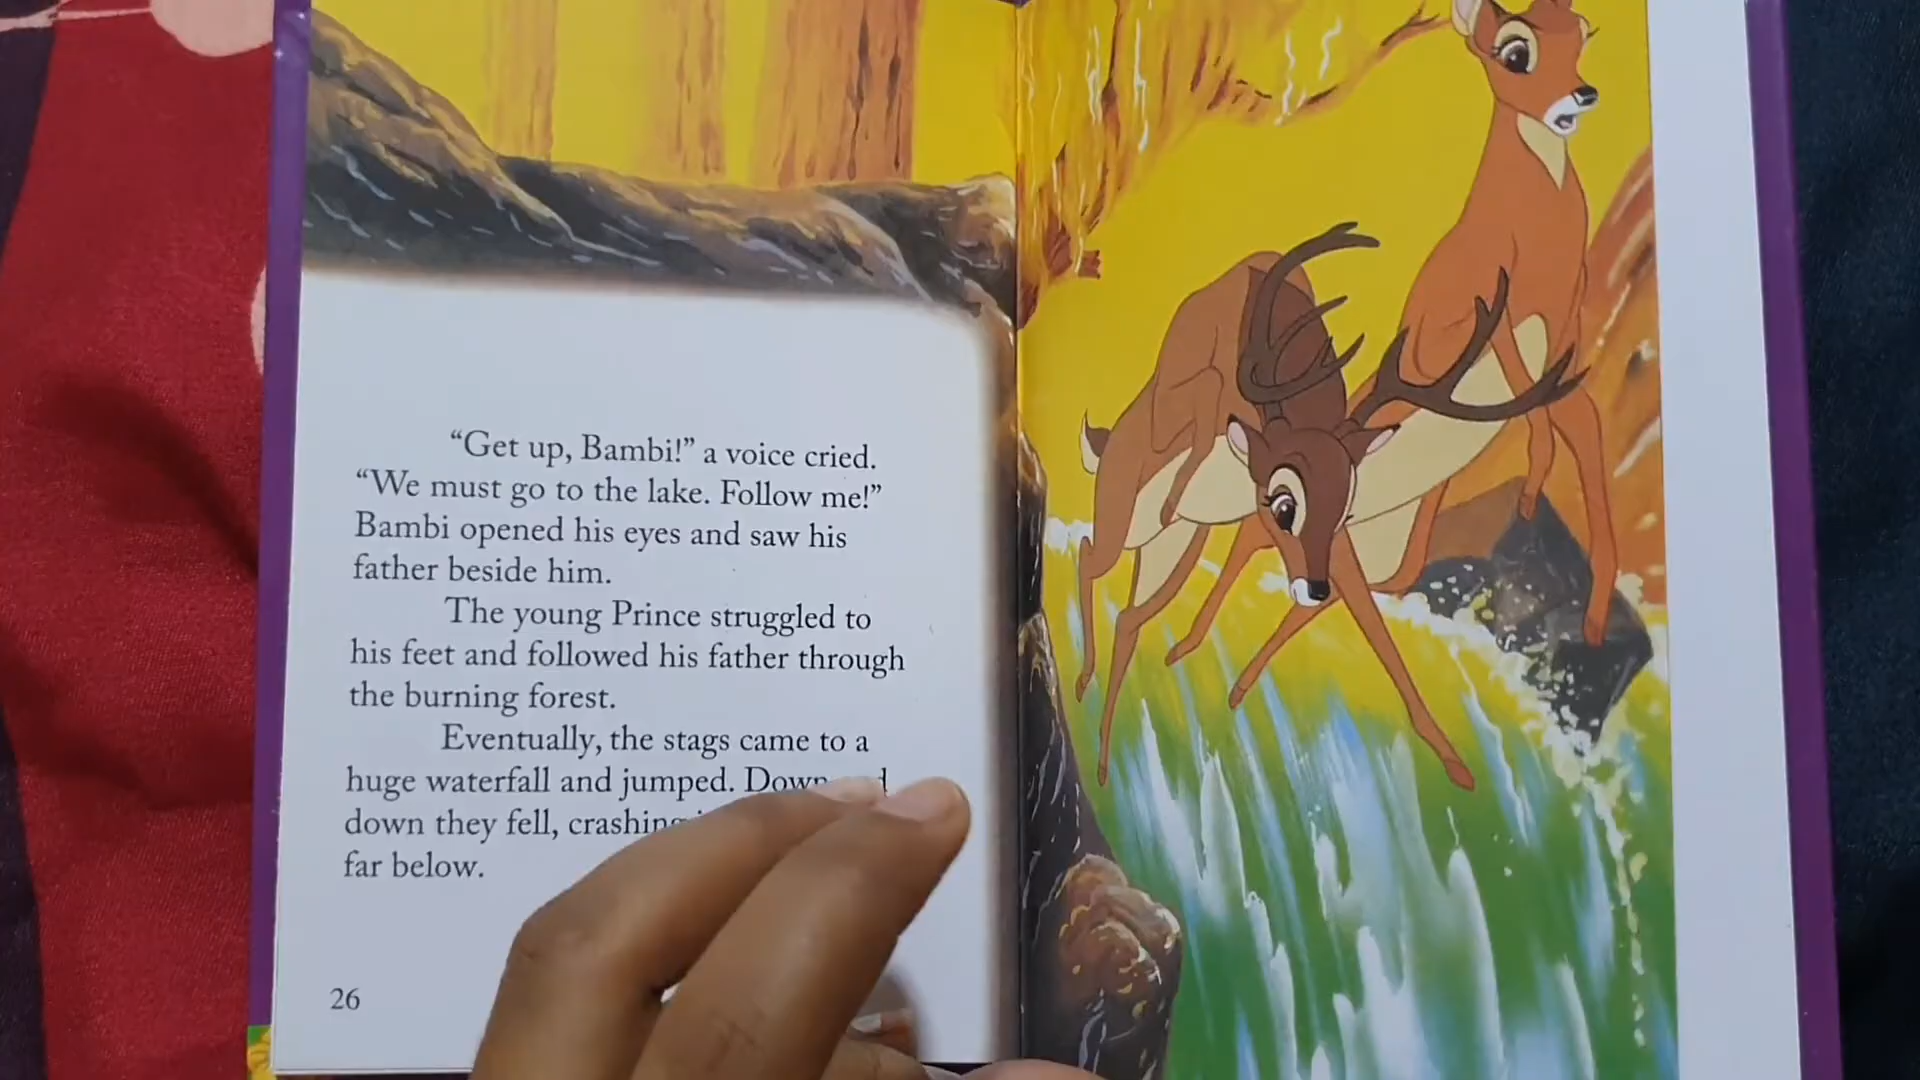 “Get up, Bambi!” a voice cried.
“We must go to the lake. Follow me!”
Bambi opened his eyes and saw his
father beside him.
The young Prince struggled to
his feet and followed his father through
the burning forest.
Eventually, the stags came to a
huge waterfall and jumped. Down
down they fell, crashing
far below.
26